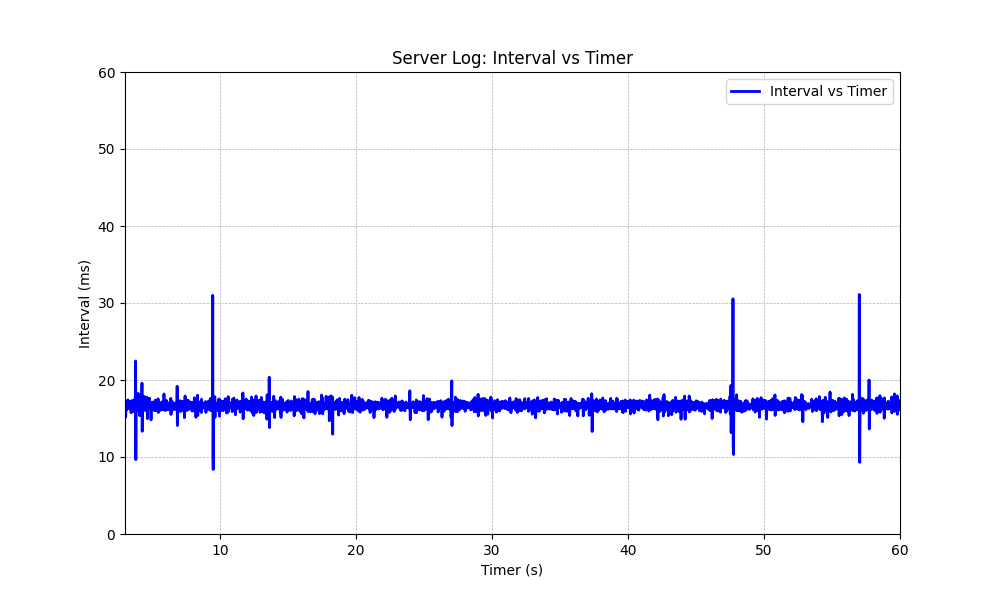 Server Log: Interval vs Timer
Interval vs Timer
60
50
40
30
20
10
0
Interval (ms)
10 20 30 40 50 60
Timer (s)